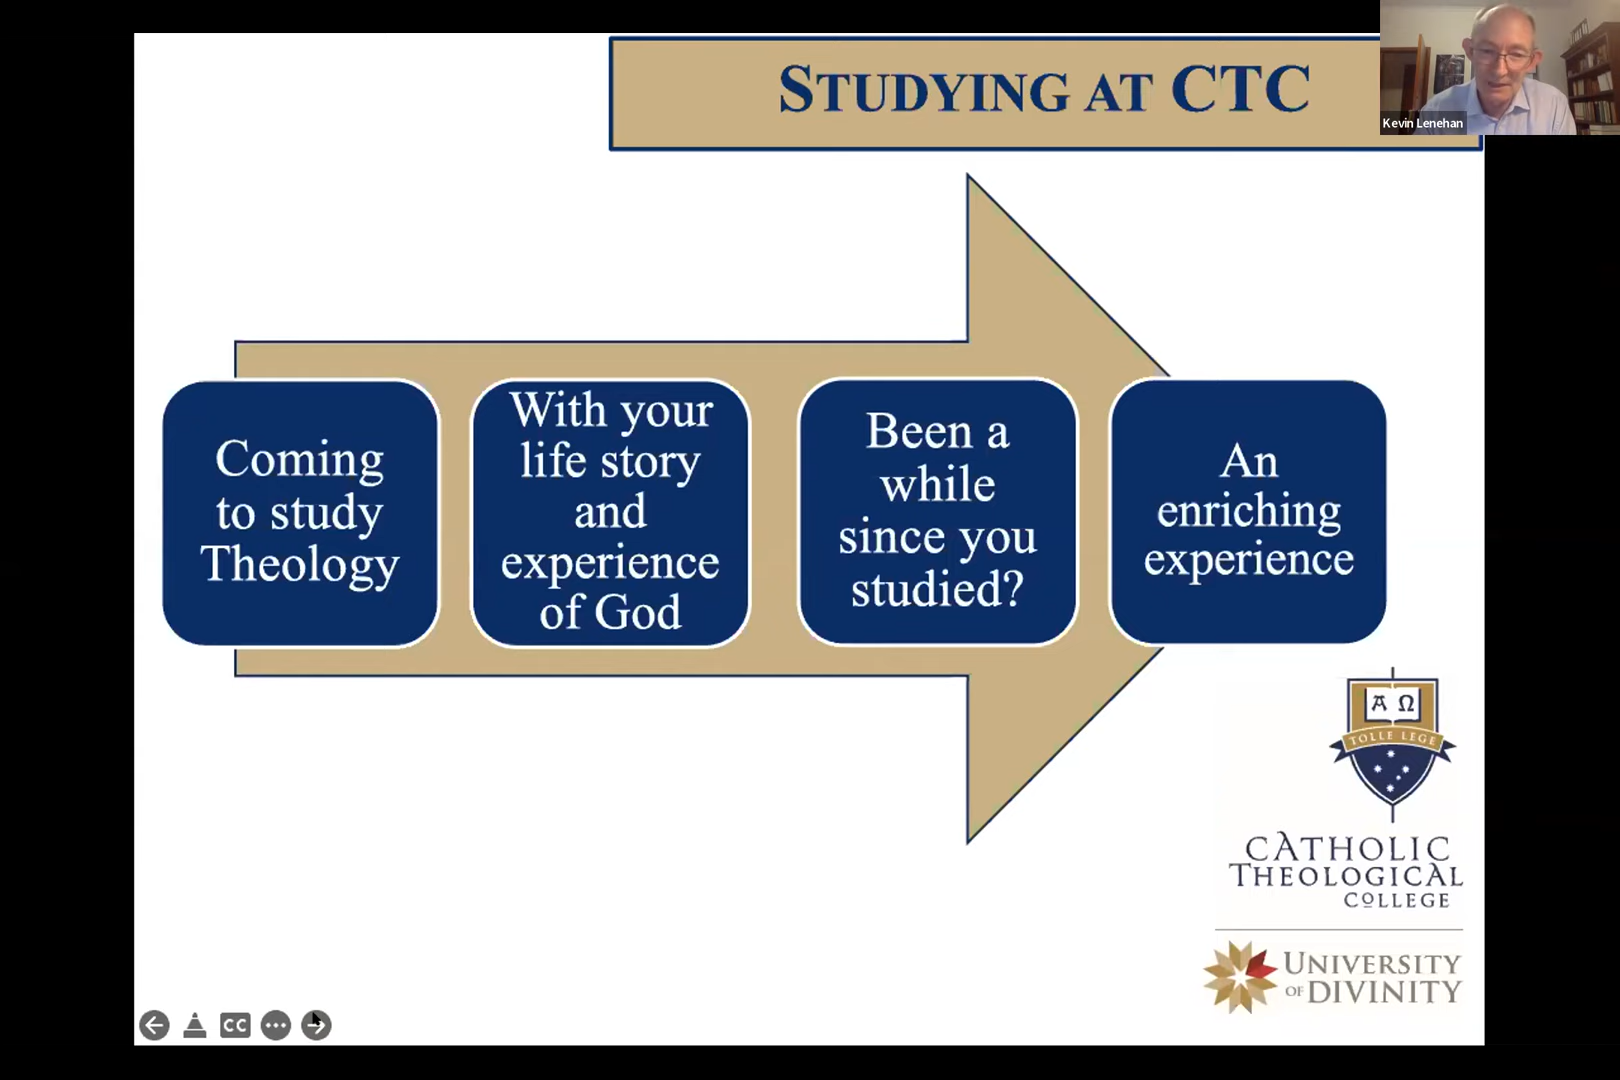 STUDYING AT CTC
Kevin Lenehan
Coming
to study
Theology
With your
life story
and
experience
of God
Been a
while
since you
studied?
An
enriching
experience
Α Ω
TOLLE LEGE
CATHOLIC
THEOLOGICAL
COLLEGE
UNIVERSITY
OF DIVINITY
CC